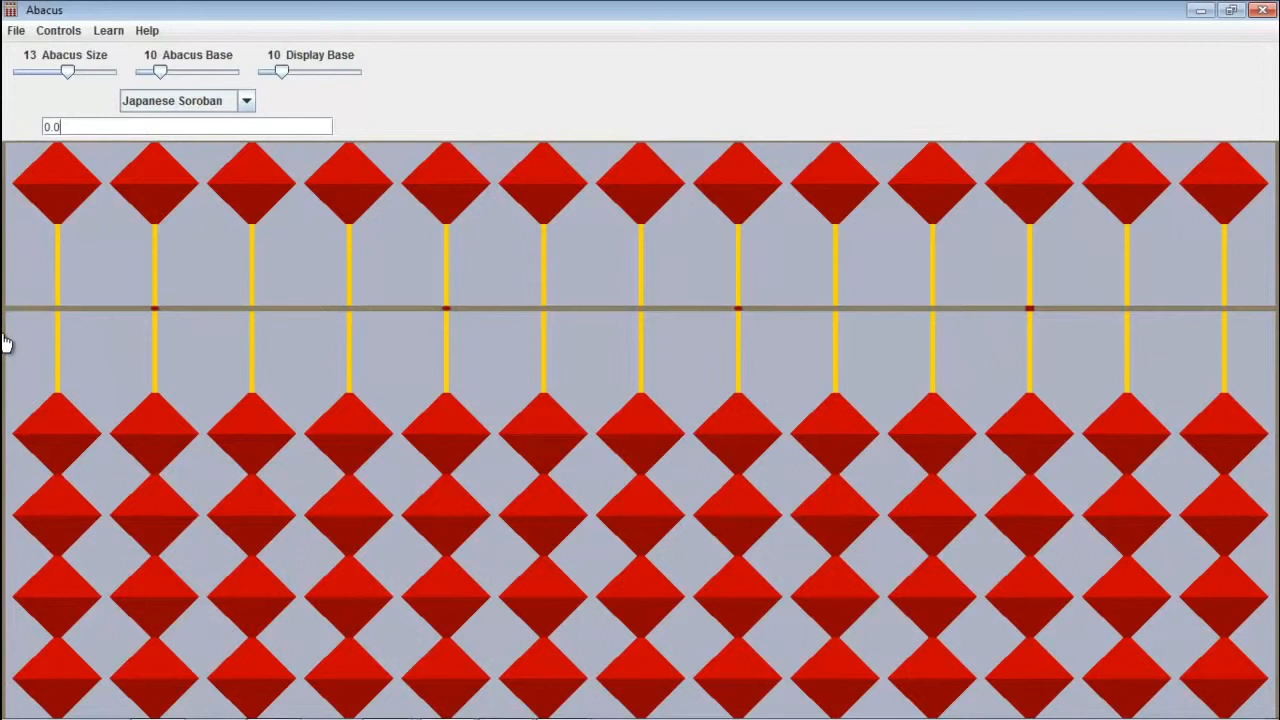 Abacus
File Controls Learn Help
13 Abacus Size 10 Abacus Base 10 Display Base
Japanese Soroban
0.0